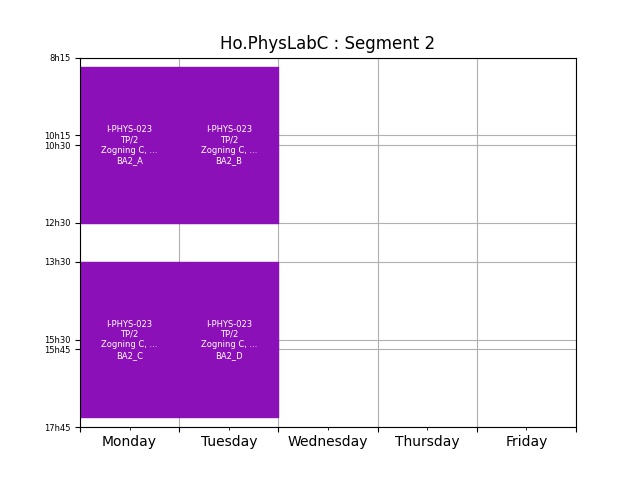 Ho.PhysLabC : Segment 2
8h15
10h15
10h30
12h30
13h30
15h30
15h45
17h45
I-PHYS-023
TP/2
Zogning C, ...
BA2_A
I-PHYS-023
TP/2
Zogning C, ...
BA2_B
I-PHYS-023
TP/2
Zogning C, ...
BA2_C
I-PHYS-023
TP/2
Zogning C, ...
BA2_D
Monday
Tuesday
Wednesday
Thursday
Friday